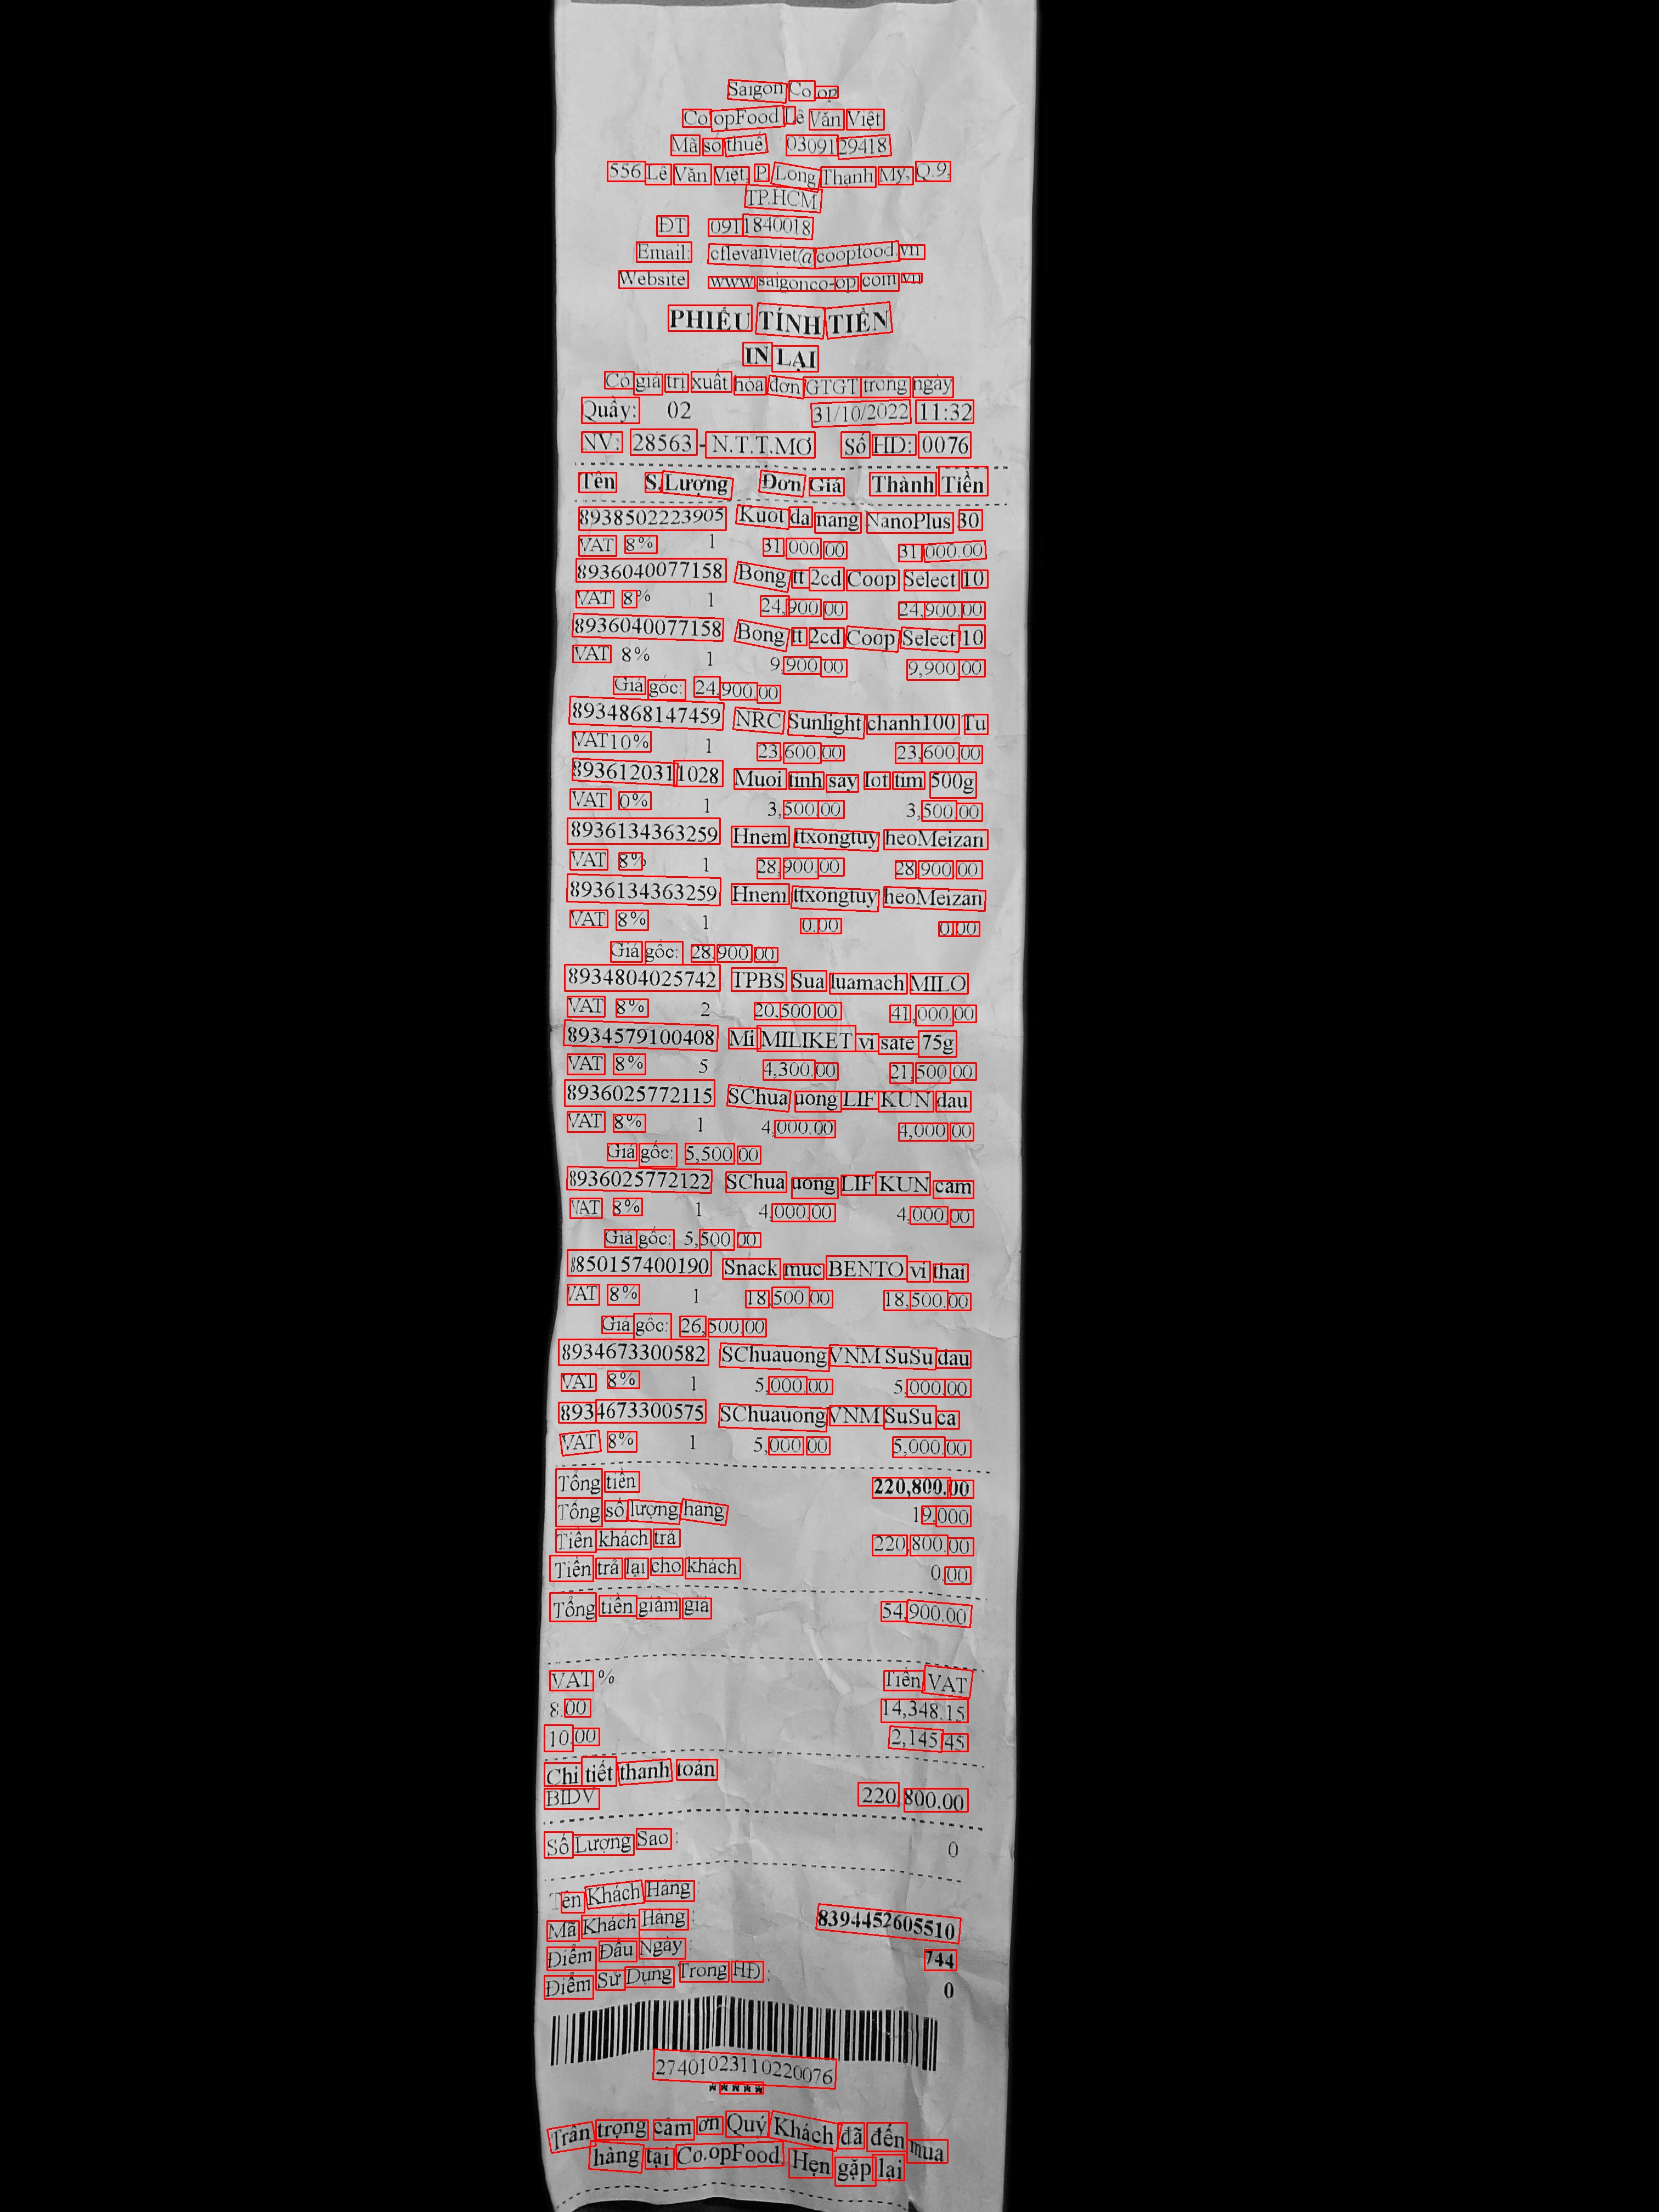 Saigon Co.op
Co.opFood Lê Văn Việt
Mã số thuế 0309129418
556 Lê Văn Việt, P. Long Thạnh Mỹ, Q.9,
TP.HCM
ĐT 0911840018
Email: cflevanviet@coopfood.vn
Website www.saigonco-op.com.vn
PHIẾU TÍNH TIỀN
IN LẠI
Có giá trị xuất hóa đơn GTGT trong ngày
Quầy: 02 31/10/2022 11:32
NV: 28563 - N.T.T.MƠ Số HD: 0076
Tên S.Lượng Đơn Giá Thành Tiền
8938502223905 Kuot da nang NanoPlus 30
VAT 8% 1 31,000.00 31,000.00
8936040077158 Bong tt 2cd Coop Select 10
VAT 8% 1 24,900.00 24,900.00
8936040077158 Bong tt 2cd Coop Select 10
VAT 8% 1 9,900.00 9,900.00
Giá gốc: 24,900.00
8934868147459 NRC Sunlight chanh100 Tu
VAT10% 1 23,600.00 23,600.00
8936120311028 Muoi tinh say lot tim 500g
VAT 0% 1 3,500.00 3,500.00
8936134363259 Hnem ttxongtuy heoMeizan
VAT 8% 1 28,900.00 28,900.00
8936134363259 Hnem ttxongtuy heoMeizan
VAT 8% 1 0.00 0.00
Giá gốc: 28,900.00
8934804025742 TPBS Sua luamach MILO
VAT 8% 2 20,500.00 41,000.00
8934579100408 Mi MILIKET vi sate 75g
VAT 8% 5 4,300.00 21,500.00
8936025772115 SChua uong LIF KUN dau
VAT 8% 1 4,000.00 4,000.00
Giá gốc: 5,500.00
8936025772122 SChua uong LIF KUN cam
VAT 8% 1 4,000.00 4,000.00
Giá gốc: 5,500.00
8850157400190 Snack muc BENTO vi thai
VAT 8% 1 18,500.00 18,500.00
Giá gốc: 26,500.00
8934673300582 SChuauong VNM SuSu dau
VAT 8% 1 5,000.00 5,000.00
8934673300575 SChuauong VNM SuSu ca
VAT 8% 1 5,000.00 5,000.00
Tổng tiền 220,800.00
Tổng số lượng hàng 19.000
Tiền khách trả 220,800.00
Tiền trả lại cho khách 0.00
Tổng tiền giảm giá 54,900.00
VAT % Tiền VAT
8.00 14,348.15
10.00 2,145.45
Chi tiết thanh toán
BIDV 220,800.00
Số Lượng Sao : 0
Tên Khách Hàng :
Mã Khách Hàng : 8394452605510
Điểm Đầu Ngày : 744
Điểm Sử Dụng Trong HĐ : 0
27401023110220076
*****
Trân trọng cảm ơn Quý Khách đã đến mua
hàng tại Co.opFood. Hẹn gặp lại